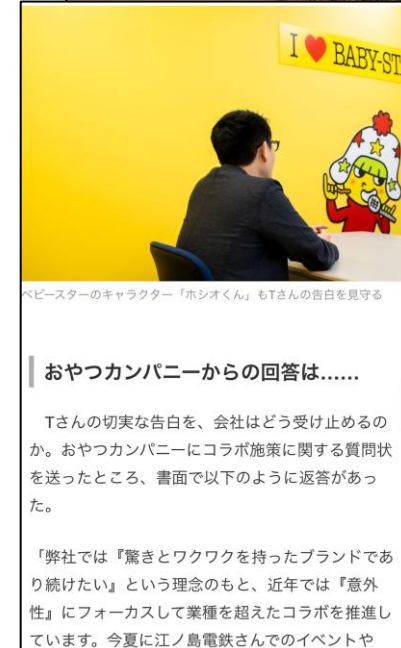 I ❤ BABY-ST
ベビースターのキャラクター「ホシオくん」もTさんの告白を見守る
おやつカンパニーからの回答は……
Tさんの切実な告白を、会社はどう受け止めるの
か。おやつカンパニーにコラボ施策に関する質問状
を送ったところ、書面で以下のように返答があっ
た。
「弊社では『驚きとワクワクを持ったブランドであ
り続けたい』という理念のもと、近年では『意外
性』にフォーカスして業種を超えたコラボを推進し
ています。今夏に江ノ島電鉄さんでのイベントや